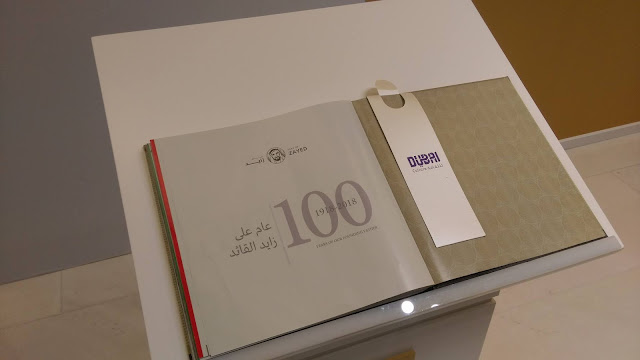 زايد
ZAYED
100
1918-2018
عام على
زايد القائد
DUBAI